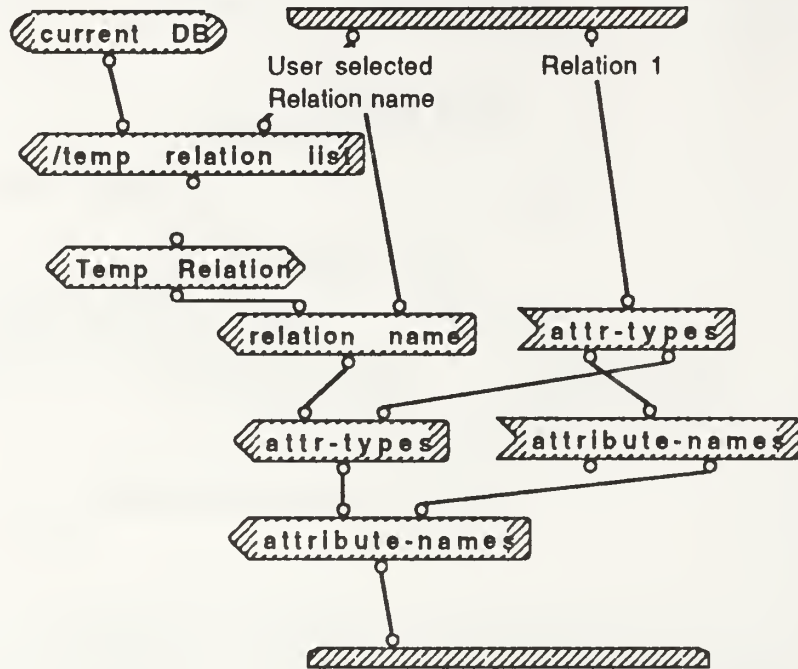 current DB
User selected
Relation name
Relation 1
/temp relation list
Temp Relation
relation name
attr-types
attr-types
attribute-names
attribute-names